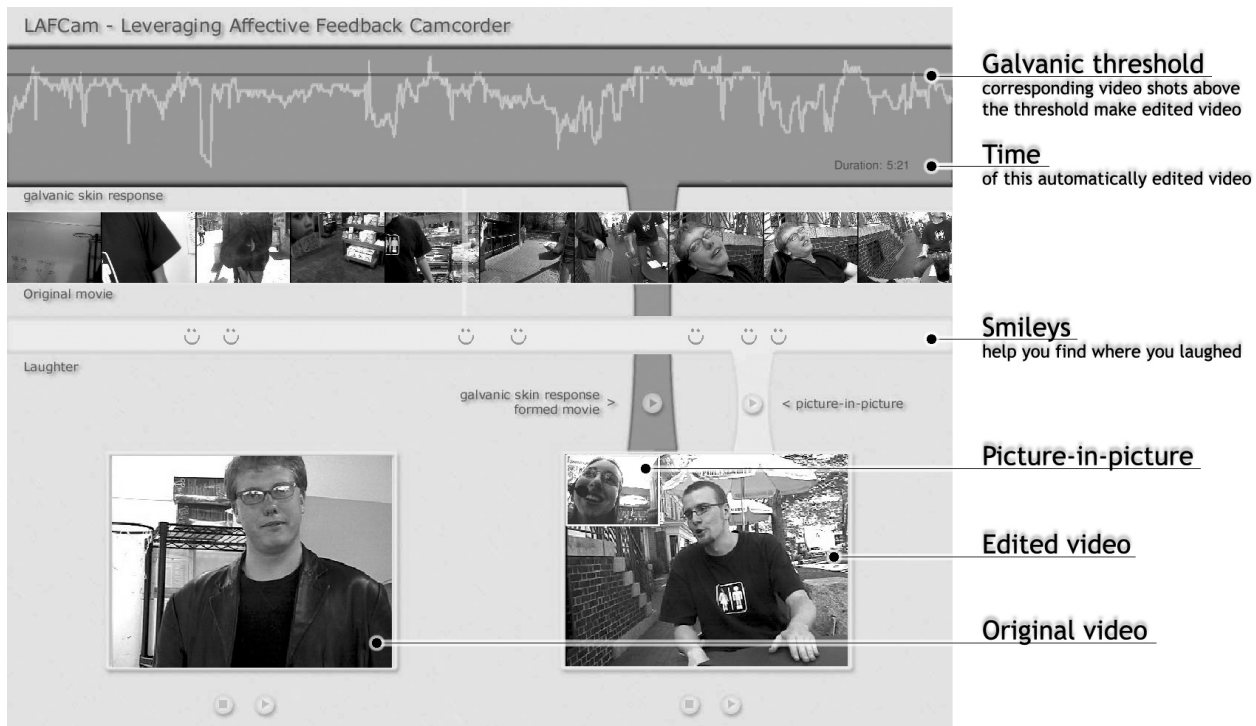 LAFCam - Leveraging Affective Feedback Camcorder
Galvanic threshold
corresponding video shots above
the threshold make edited video
Duration: 5:21
Time
of this automatically edited video
galvanic skin response
Original movie
Smileys
help you find where you laughed
Laughter
galvanic skin response >
formed movie
< picture-in-picture
Picture-in-picture
Edited video
Original video